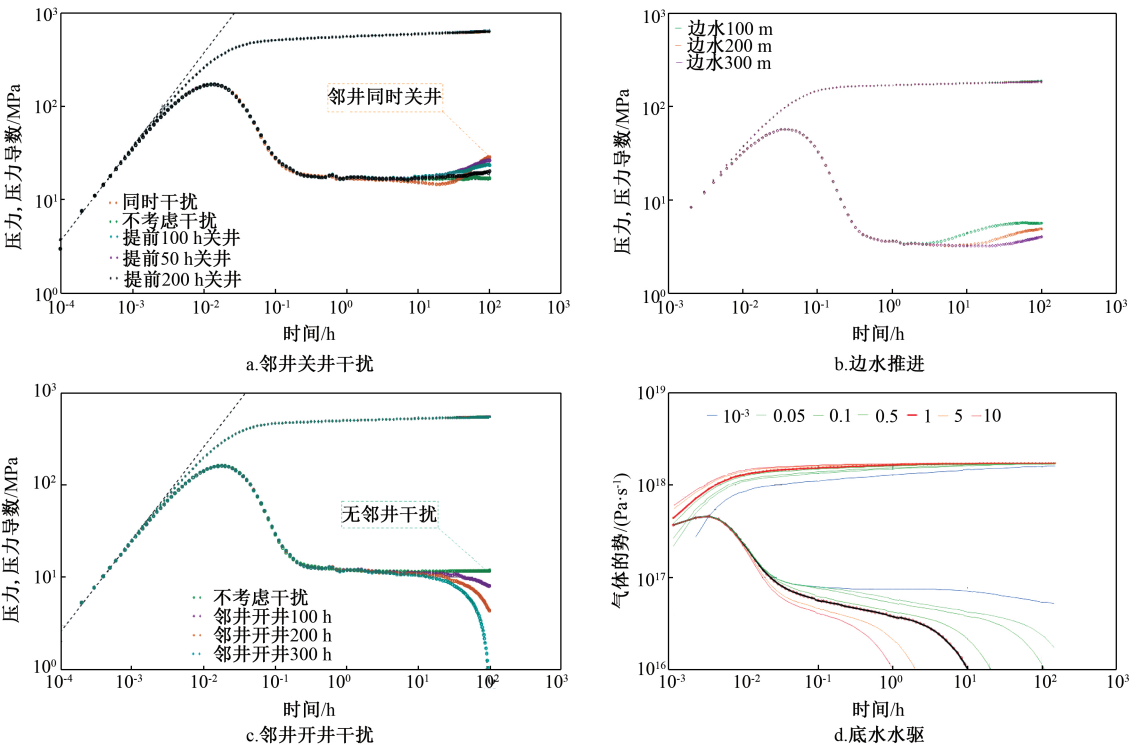 10³
10²
10¹
10⁰
压力, 压力导数/MPa
邻井同时关井
同时干扰
不考虑干扰
提前100 h关井
提前50 h关井
提前200 h关井
10⁻⁴ 10⁻³ 10⁻² 10⁻¹ 10⁰ 10¹ 10² 10³
时间/h
a.邻井关井干扰
10³
10²
10¹
10⁰
压力, 压力导数/MPa
边水100 m
边水200 m
边水300 m
10⁻³ 10⁻² 10⁻¹ 10⁰ 10¹ 10² 10³
时间/h
b.边水推进
10³
10²
10¹
10⁰
压力, 压力导数/MPa
无邻井干扰
不考虑干扰
邻井开井100 h
邻井开井200 h
邻井开井300 h
10⁻⁴ 10⁻³ 10⁻² 10⁻¹ 10⁰ 10¹ 10² 10³
时间/h
c.邻井开井干扰
10¹⁹
10¹⁸
10¹⁷
10¹⁶
气体的势/(Pa·s⁻¹)
10⁻³ 0.05 0.1 0.5 1 5 10
10⁻³ 10⁻² 10⁻¹ 10⁰ 10¹ 10² 10³
时间/h
d.底水水驱